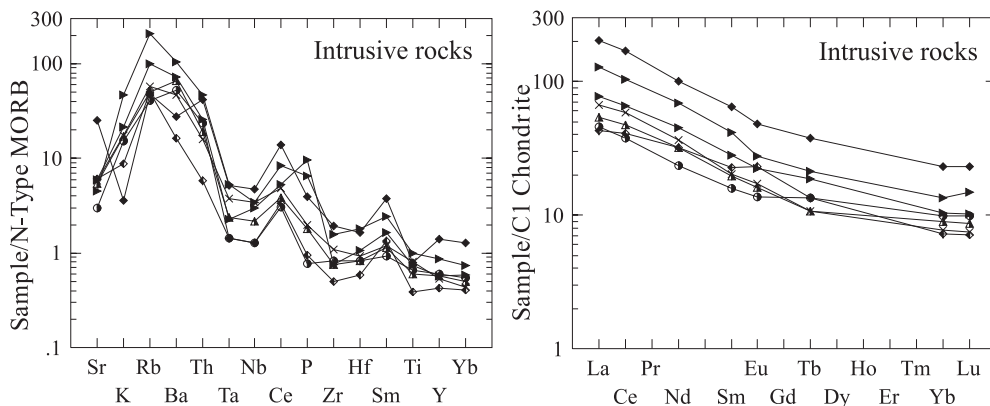 300
100
10
1
.1
Sample/N-Type MORB
Intrusive rocks
Sr Rb Th Nb P Hf Ti Yb
K Ba Ta Ce Zr Sm Y
300
100
10
1
Sample/C1 Chondrite
Intrusive rocks
La Pr Eu Tb Ho Tm Lu
Ce Nd Sm Gd Dy Er Yb